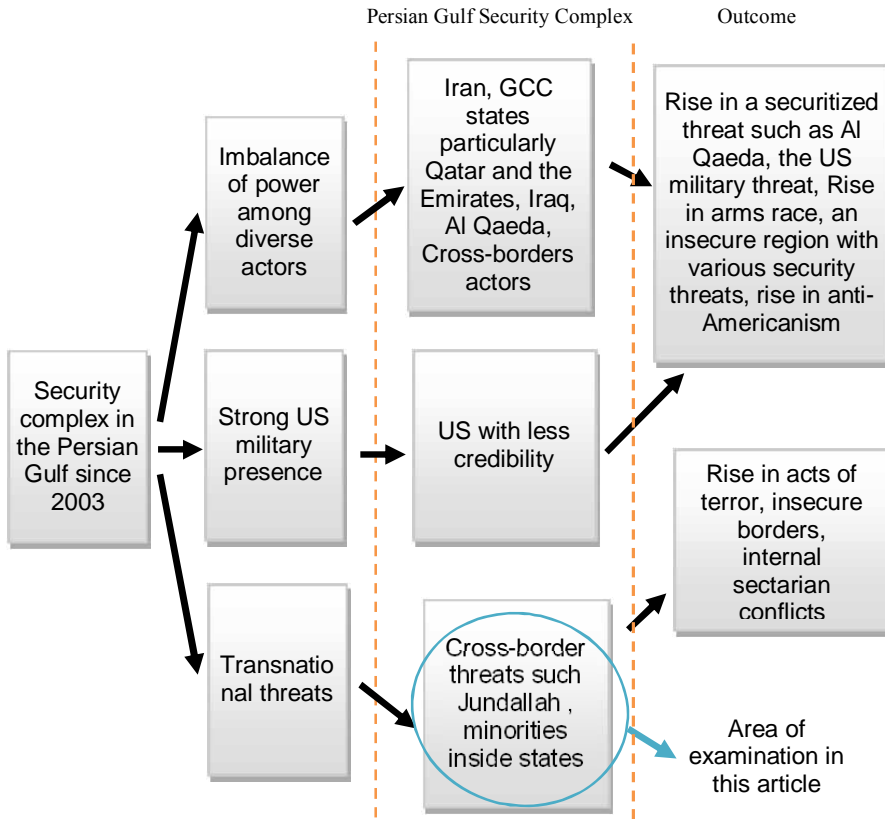 Persian Gulf Security Complex
Outcome
Security
complex in
the Persian
Gulf since
2003
Imbalance
of power
among
diverse
actors
Iran, GCC
states
particularly
Qatar and the
Emirates, Iraq,
Al Qaeda,
Cross-borders
actors
Rise in a securitized
threat such as Al
Qaeda, the US
military threat, Rise
in arms race, an
insecure region with
various security
threats, rise in anti-
Americanism
Strong US
military
presence
US with less
credibility
Transnatio
nal threats
Cross-border
threats such
Jundallah ,
minorities
inside states
Rise in acts of
terror, insecure
borders,
internal
sectarian
conflicts
Area of
examination in
this article